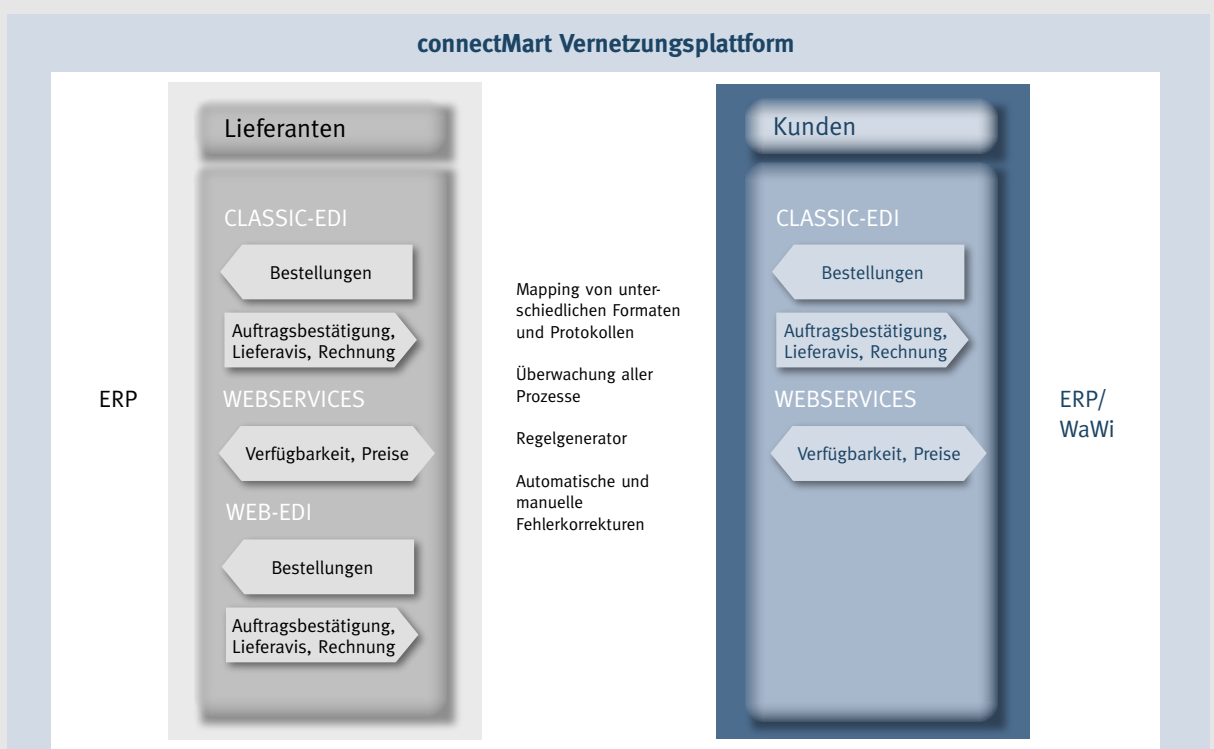 connectMart Vernetzungsplattform
ERP
Lieferanten
CLASSIC-EDI
Bestellungen
Auftragsbestätigung,
Lieferavis, Rechnung
WEBSERVICES
Verfügbarkeit, Preise
WEB-EDI
Bestellungen
Auftragsbestätigung,
Lieferavis, Rechnung
Mapping von unter-
schiedlichen Formaten
und Protokollen
Überwachung aller
Prozesse
Regelgenerator
Automatische und
manuelle
Fehlerkorrekturen
Kunden
CLASSIC-EDI
Bestellungen
Auftragsbestätigung,
Lieferavis, Rechnung
WEBSERVICES
Verfügbarkeit, Preise
ERP/
WaWi